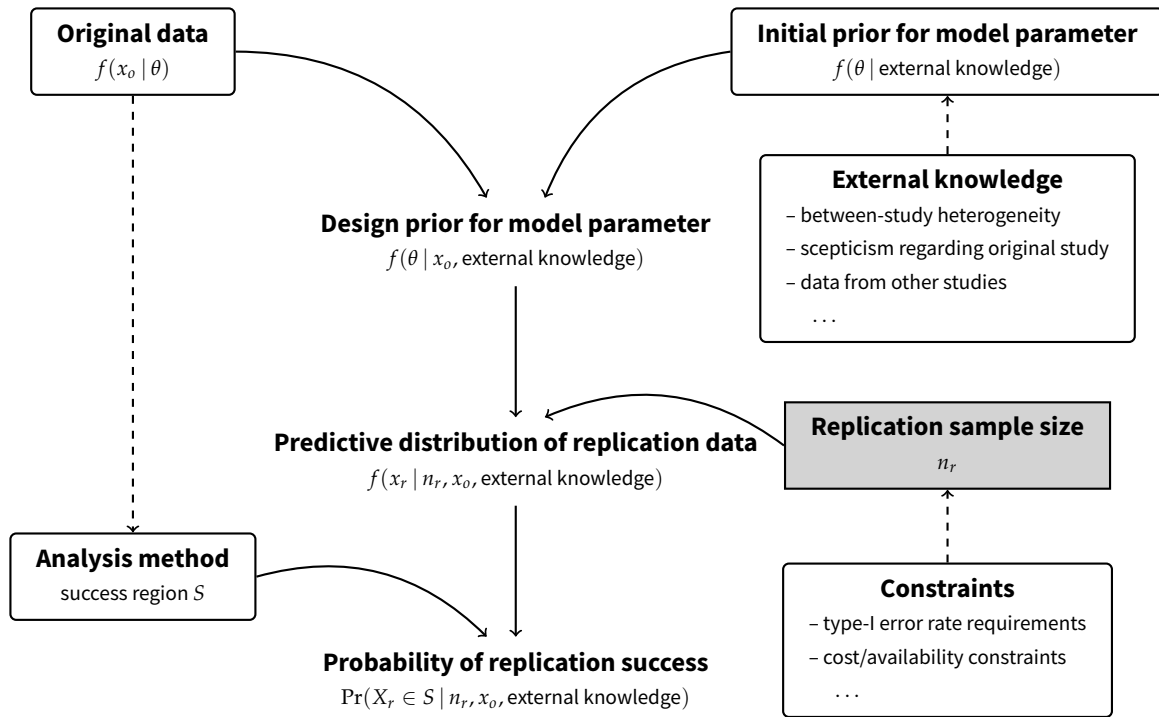 Original data
f(x_o | θ)
Initial prior for model parameter
f(θ | external knowledge)
External knowledge
– between-study heterogeneity
– scepticism regarding original study
– data from other studies
. . .
Design prior for model parameter
f(θ | x_o, external knowledge)
Predictive distribution of replication data
f(x_r | n_r, x_o, external knowledge)
Replication sample size
n_r
Analysis method
success region S
Constraints
– type-I error rate requirements
– cost/availability constraints
. . .
Probability of replication success
Pr(X_r ∈ S | n_r, x_o, external knowledge)